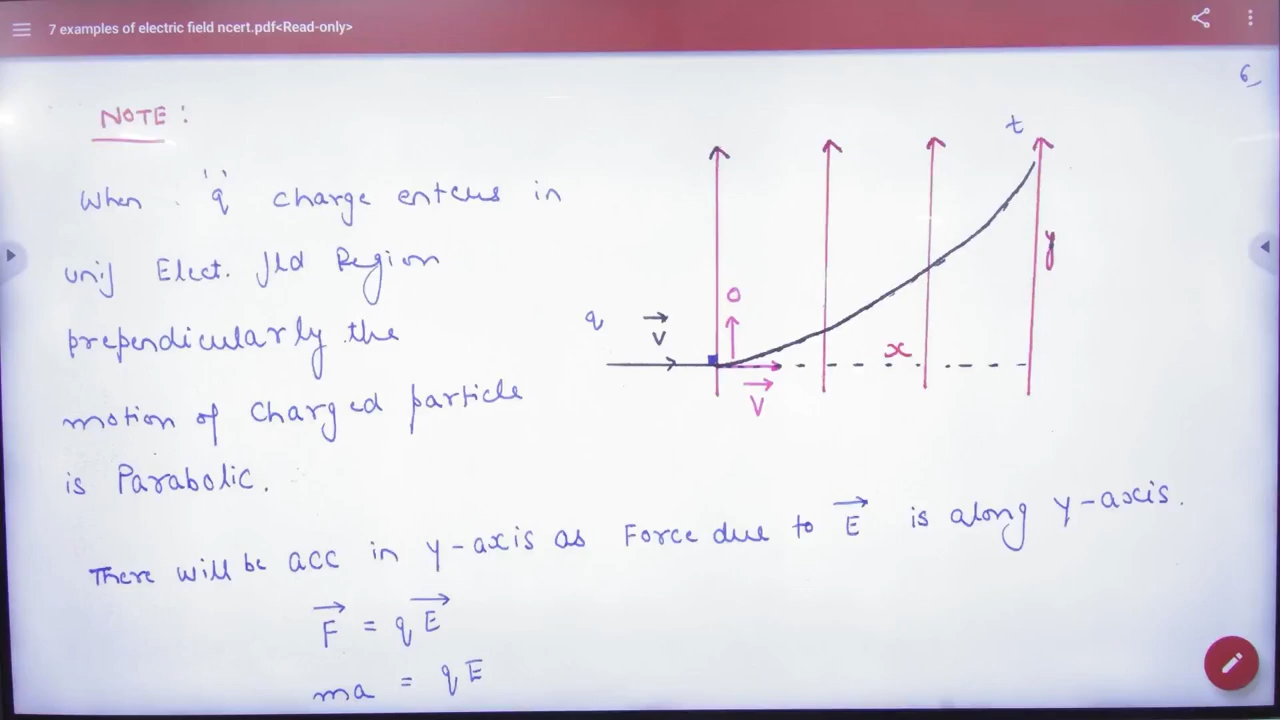 7 examples of electric field ncert.pdf<Read-only>
6
NOTE :
When 'q' charge enters in
unif Elect. fld Region
prependicularly the
motion of Charged particle
is Parabolic.
t
y
0
q
V
x
V
There will be acc in y-axis as Force due to E is along y-axis.
F = qE
ma = qE